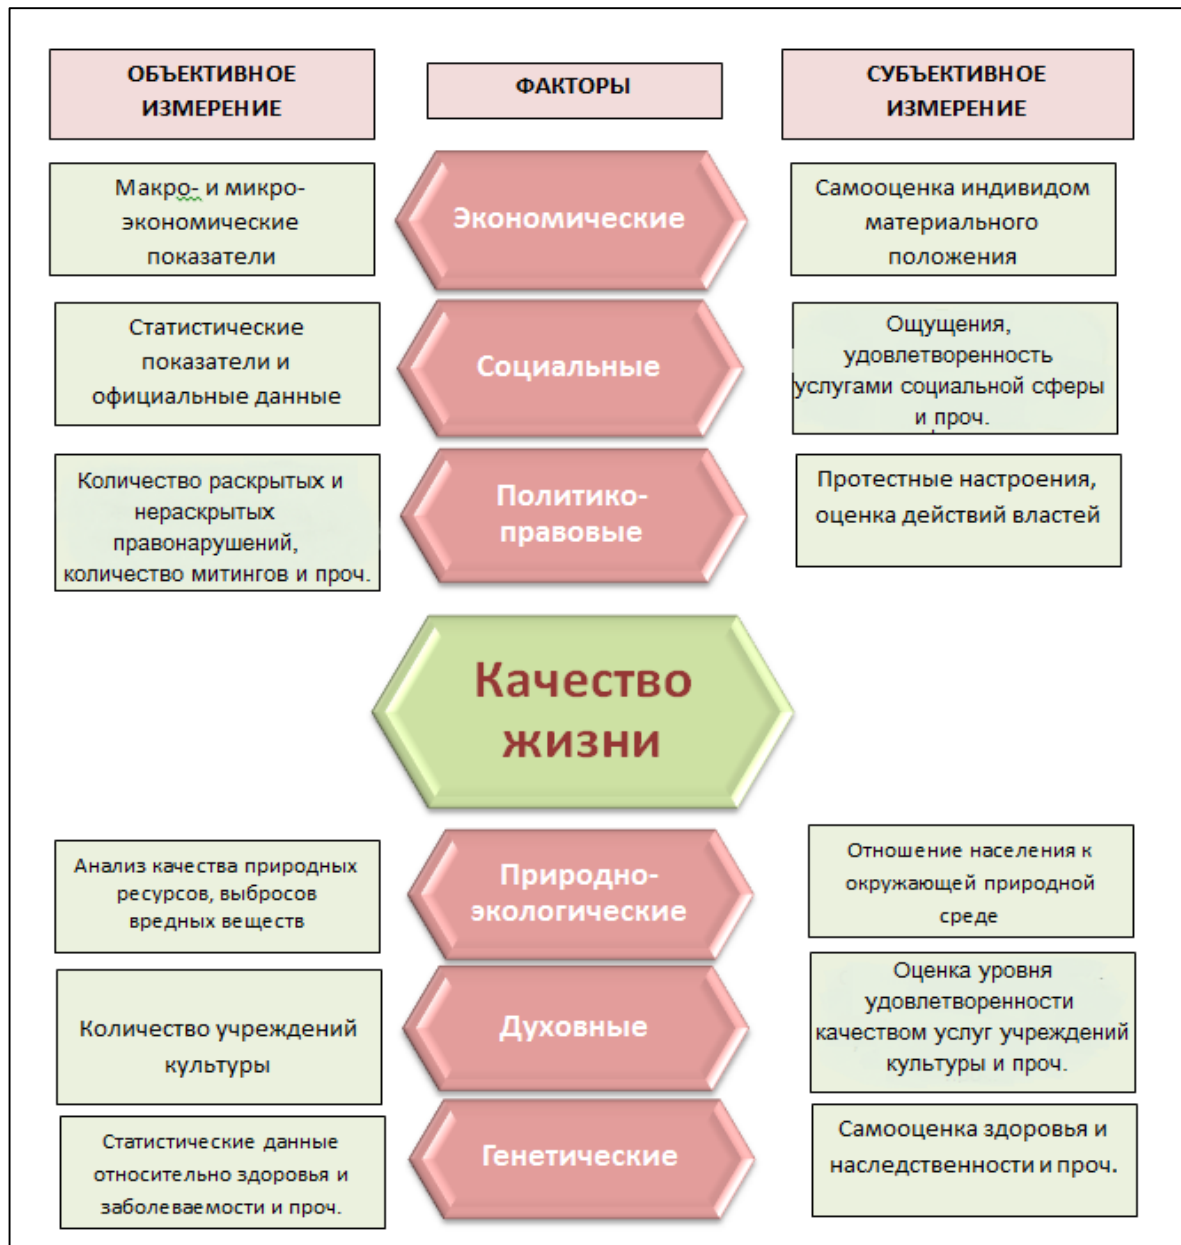 ОБЪЕКТИВНОЕ
ИЗМЕРЕНИЕ
ФАКТОРЫ
СУБЪЕКТИВНОЕ
ИЗМЕРЕНИЕ
Макро- и микро-
экономические
показатели
Экономические
Самооценка индивидом
материального
положения
Статистические
показатели и
официальные данные
Социальные
Ощущения,
удовлетворенность
услугами социальной сферы
и проч.
Количество раскрытых и
нераскрытых
правонарушений,
количество митингов и проч.
Политико-
правовые
Протестные настроения,
оценка действий властей
Качество
жизни
Анализ качества природных
ресурсов, выбросов
вредных веществ
Природно-
экологические
Отношение населения к
окружающей природной
среде
Количество учреждений
культуры
Духовные
Оценка уровня
удовлетворенности
качеством услуг учреждений
культуры и проч.
Статистические данные
относительно здоровья и
заболеваемости и проч.
Генетические
Самооценка здоровья и
наследственности и проч.